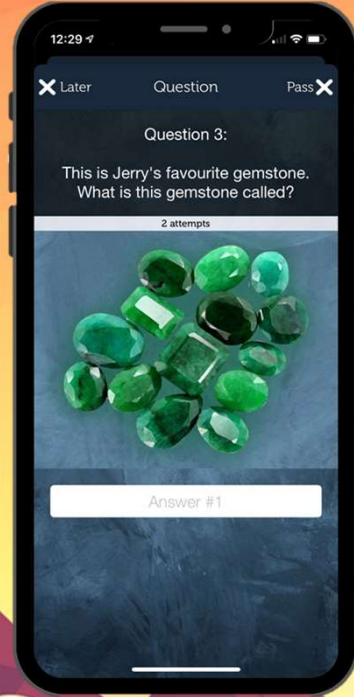 12:29
Later Question Pass
Question 3:
This is Jerry's favourite gemstone.
What is this gemstone called?
2 attempts
Answer #1